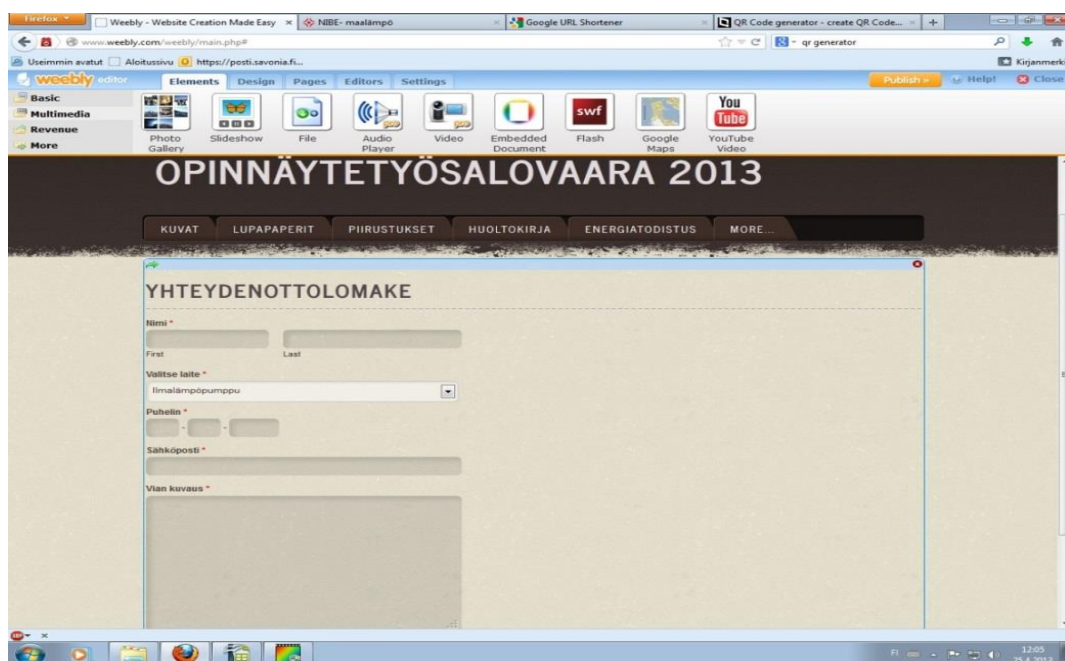 Firefox
Weebly - Website Creation Made Easy × NIBE- maalämpö × Google URL Shortener × QR Code generator - create QR Code... × +
www.weebly.com/weebly/main.php# qr generator
Useimmin avatut Aloitussivu https://posti.savonia.fi... Kirjanmerki
weebly editor Elements Design Pages Editors Settings Publish Help! Close
Basic
Multimedia
Revenue
More
Photo Gallery
Slideshow
File
Audio Player
Video
Embedded Document
swf
Flash
Google Maps
You Tube
YouTube Video
OPINNÄYTETYÖSALOVAARA 2013
KUVAT LUPAPAPERIT PIIRUSTUKSET HUOLTOKIRJA ENERGIATODISTUS MORE...
YHTEYDENOTTOLOMAKE
Nimi *
First Last
Valitse laite *
Ilmalämpöpumppu
Puhelin *
- -
Sähköposti *
Vian kuvaus *
FI 12:05
25.4.2013